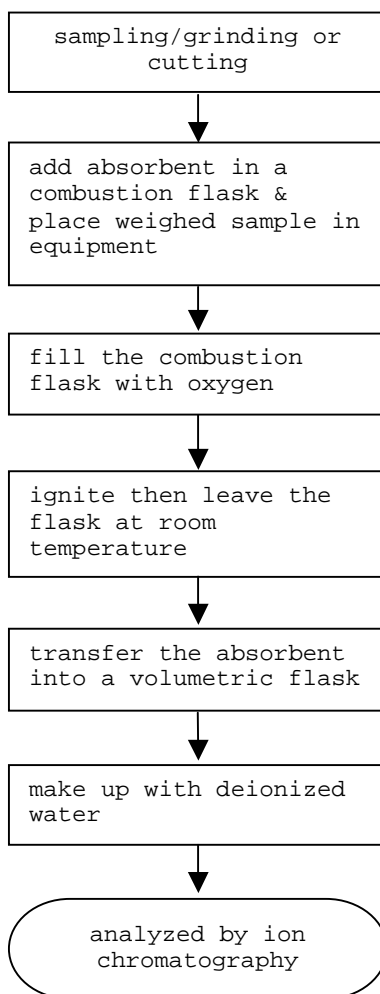 sampling/grinding or
cutting
add absorbent in a
combustion flask &
place weighed sample in
equipment
fill the combustion
flask with oxygen
ignite then leave the
flask at room
temperature
transfer the absorbent
into a volumetric flask
make up with deionized
water
analyzed by ion
chromatography